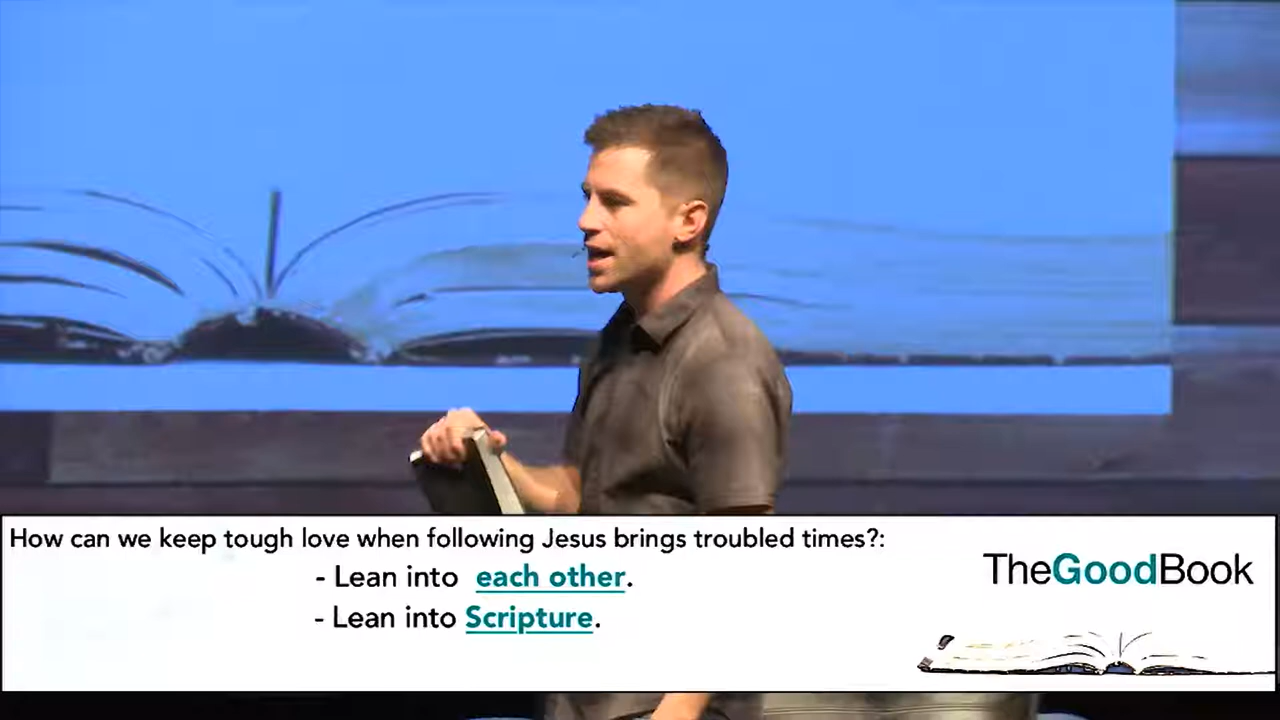 How can we keep tough love when following Jesus brings troubled times?:
- Lean into each other.
- Lean into Scripture.
TheGoodBook